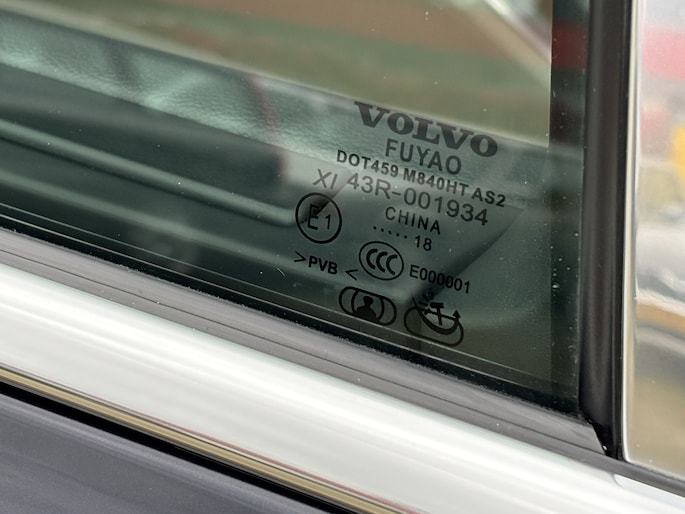 VOLVO
FUYAO
DOT459 M840HT AS2
XI 43R-001934
E1 CHINA
..... 18
>PVB< CCC E000001